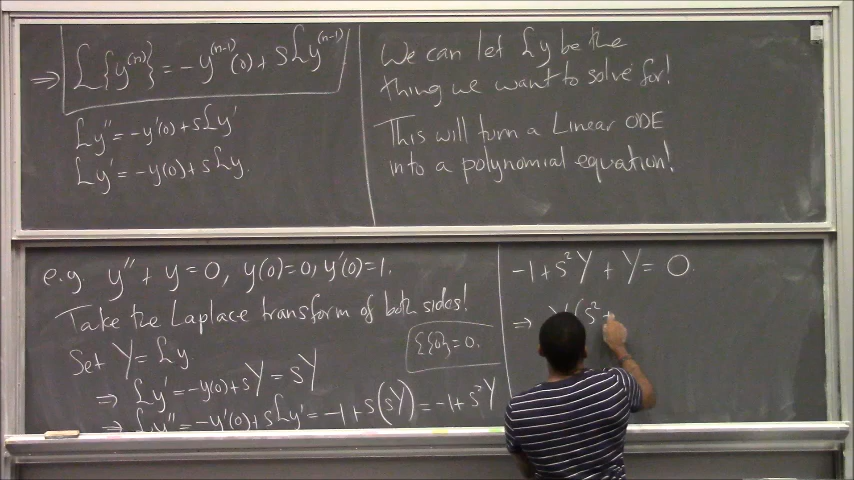 ⇒ ℒ{y⁽ⁿ⁾} = -y⁽ⁿ⁻¹⁾(0) + sℒy⁽ⁿ⁻¹⁾
ℒy'' = -y'(0) + sℒy'
ℒy' = -y(0) + sℒy.
We can let ℒy be the
thing we want to solve for!
This will turn a Linear ODE
into a polynomial equation!
e.g. y'' + y = 0, y(0)=0, y'(0)=1.
Take the Laplace transform of both sides!
ℒ{0} = 0.
Set Y = ℒy
⇒ ℒy' = -y(0) + sY = sY
⇒ ℒy'' = -y'(0) + sℒy' = -1 + s(sY) = -1 + s²Y
-1 + s²Y + Y = 0.
⇒ Y(s² +